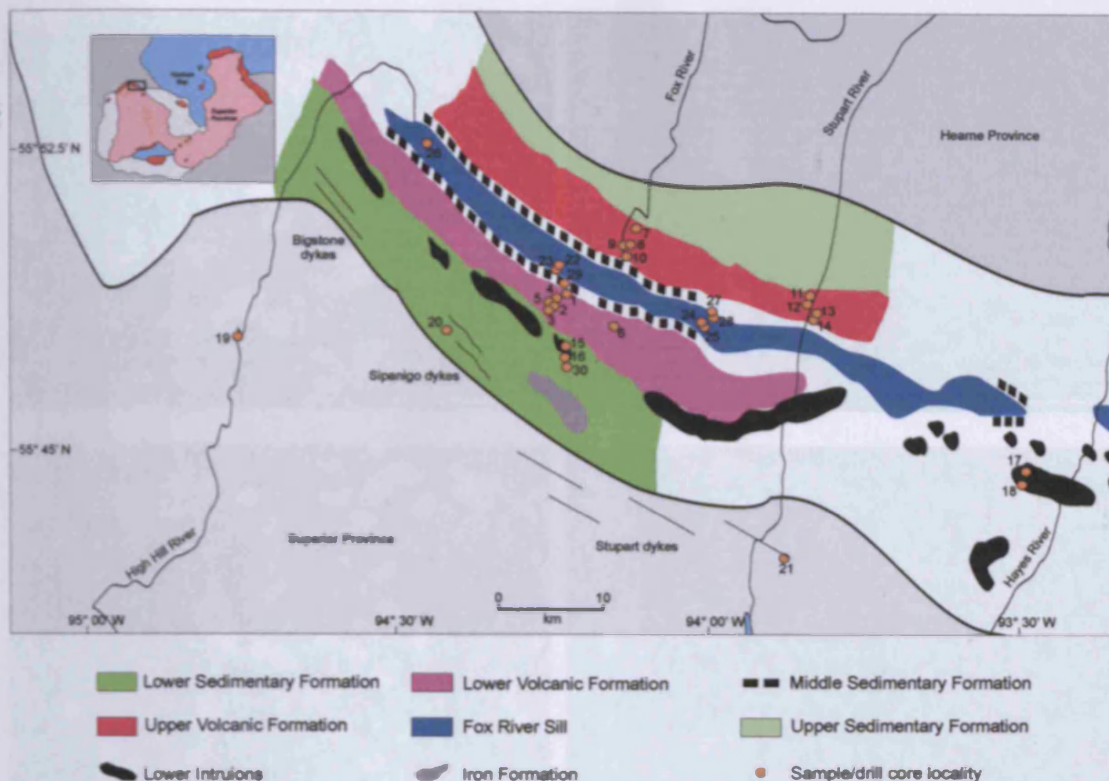 Hudson Bay
Superior Province
Fox River
Stupart River
Hearne Province
55° 52.5' N
55° 45' N
Bigstone dykes
Sipanigo dykes
Superior Province
Stupart dykes
High Hill River
Hayes River
7
9
8
10
23
22
29
4
1
5
2
3
6
27
24
28
25
11
12
13
14
19
20
15
16
30
17
18
21
0 10
km
95° 00' W
94° 30' W
94° 00' W
93° 30' W
Lower Sedimentary Formation
Lower Volcanic Formation
Middle Sedimentary Formation
Upper Volcanic Formation
Fox River Sill
Upper Sedimentary Formation
Lower Intruions
Iron Formation
Sample/drill core locality